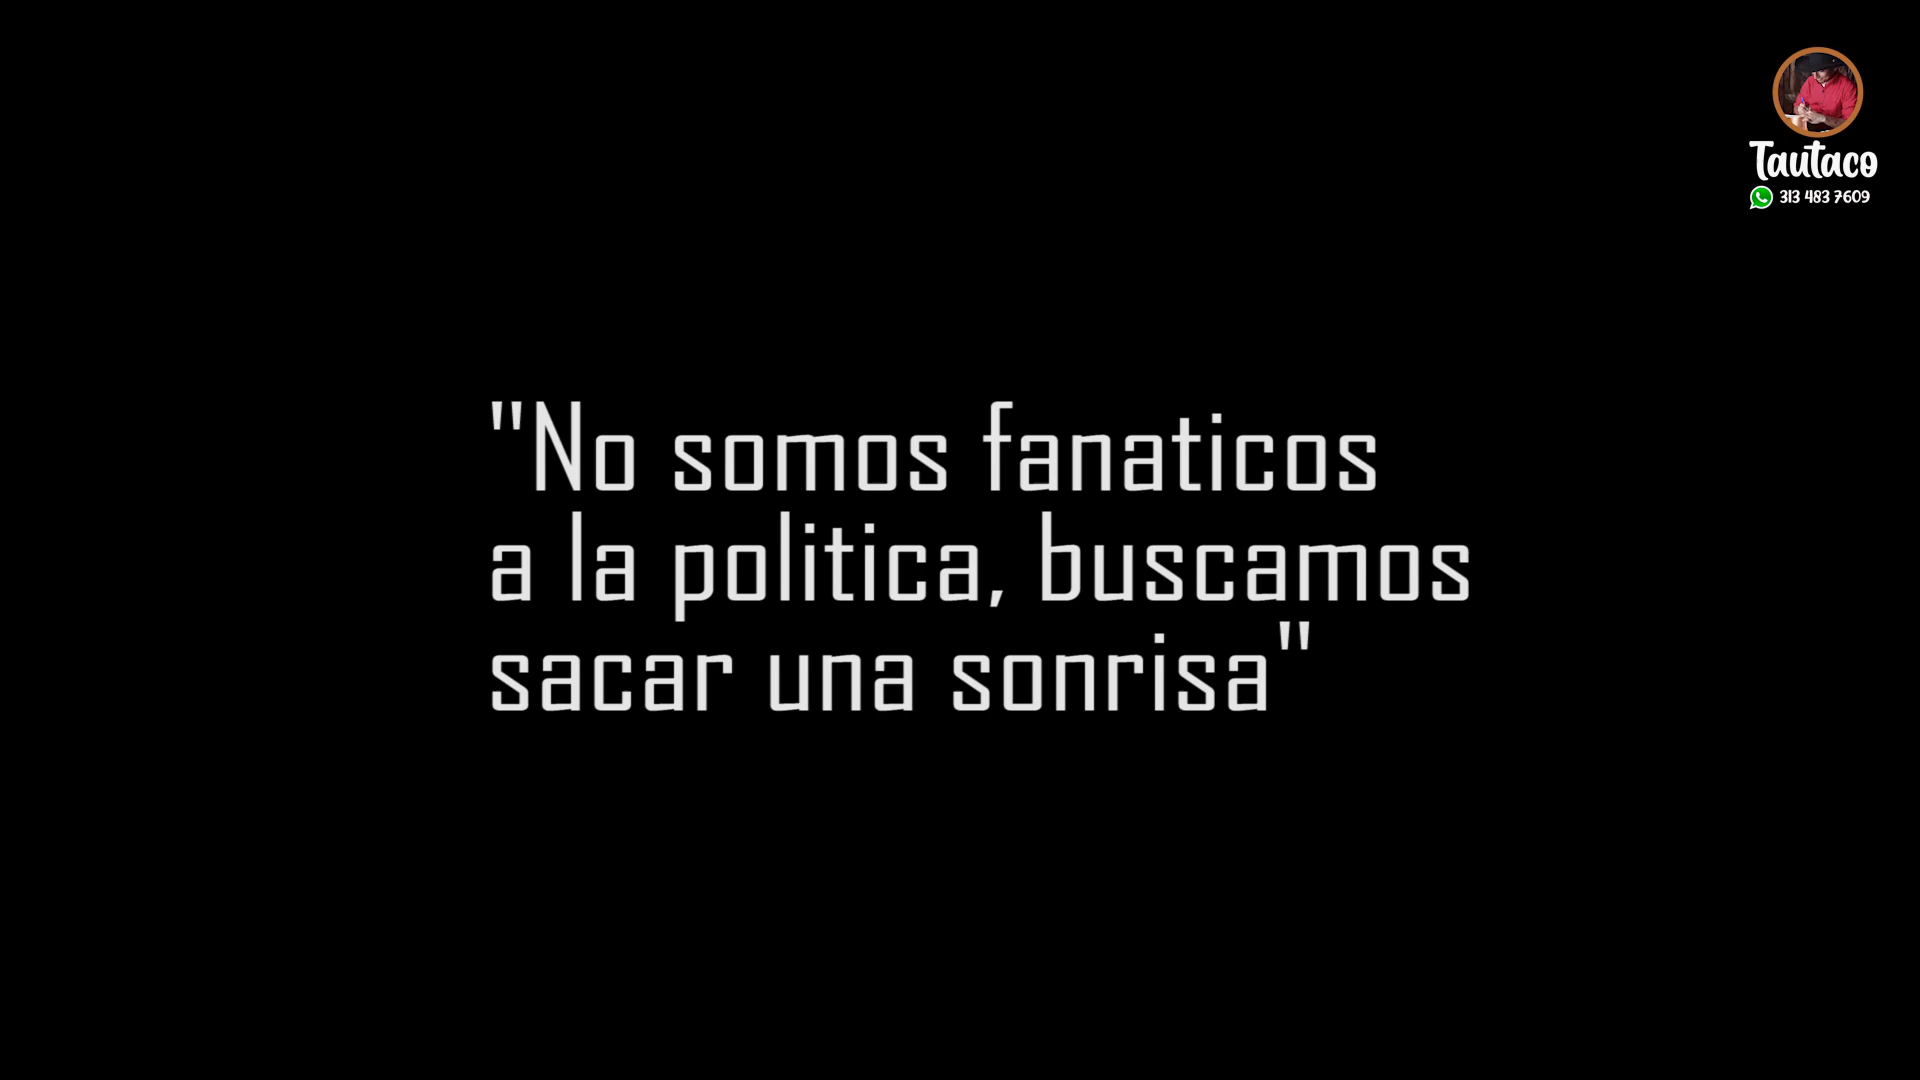 Tautaco
313 483 7609
"No somos fanaticos
a la politica, buscamos
sacar una sonrisa"